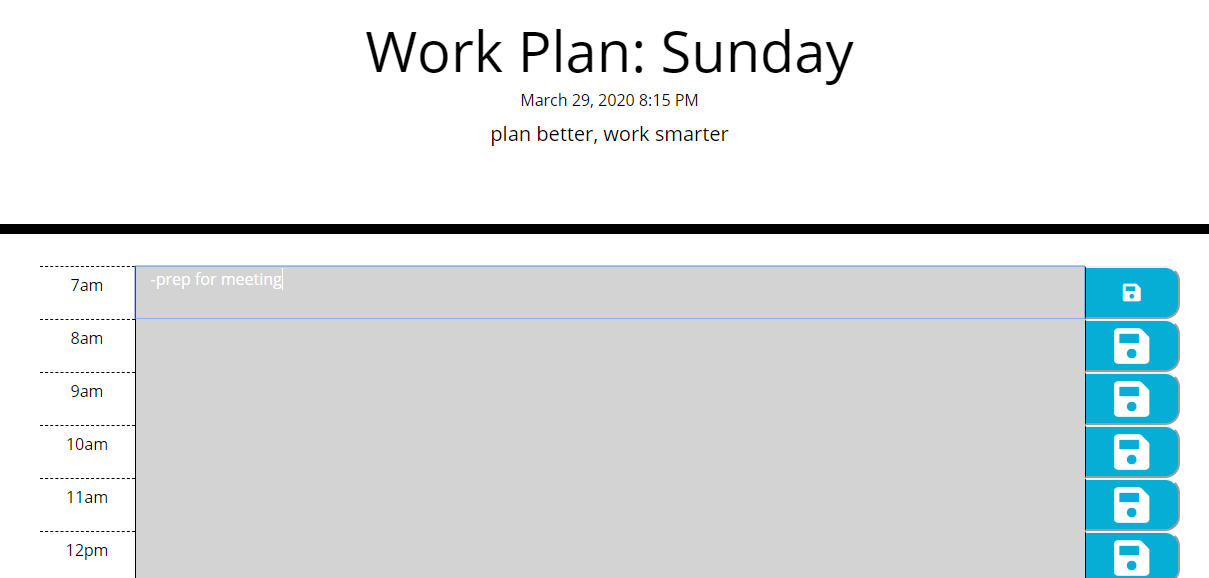 Work Plan: Sunday
March 29, 2020 8:15 PM
plan better, work smarter
7am
-prep for meeting
8am
9am
10am
11am
12pm